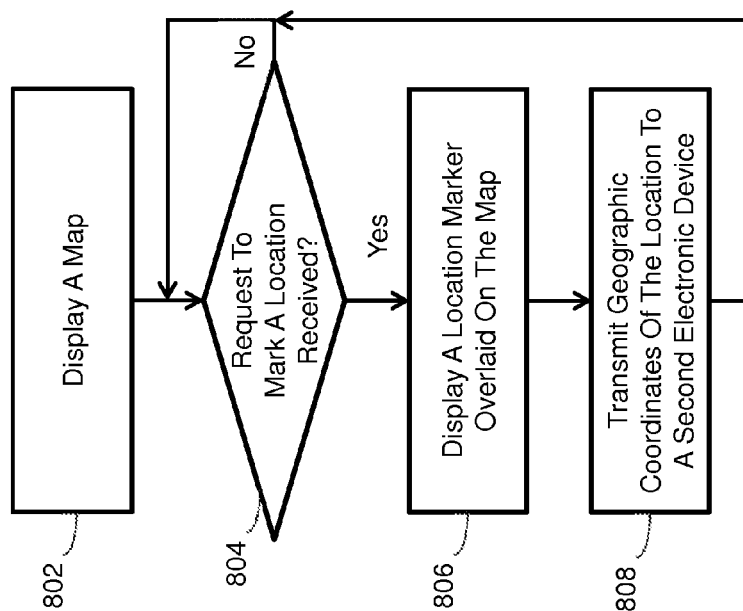 802
Display A Map
804
Request To
Mark A Location
Received?
No
Yes
806
Display A Location Marker
Overlaid On The Map
808
Transmit Geographic
Coordinates Of The Location To
A Second Electronic Device